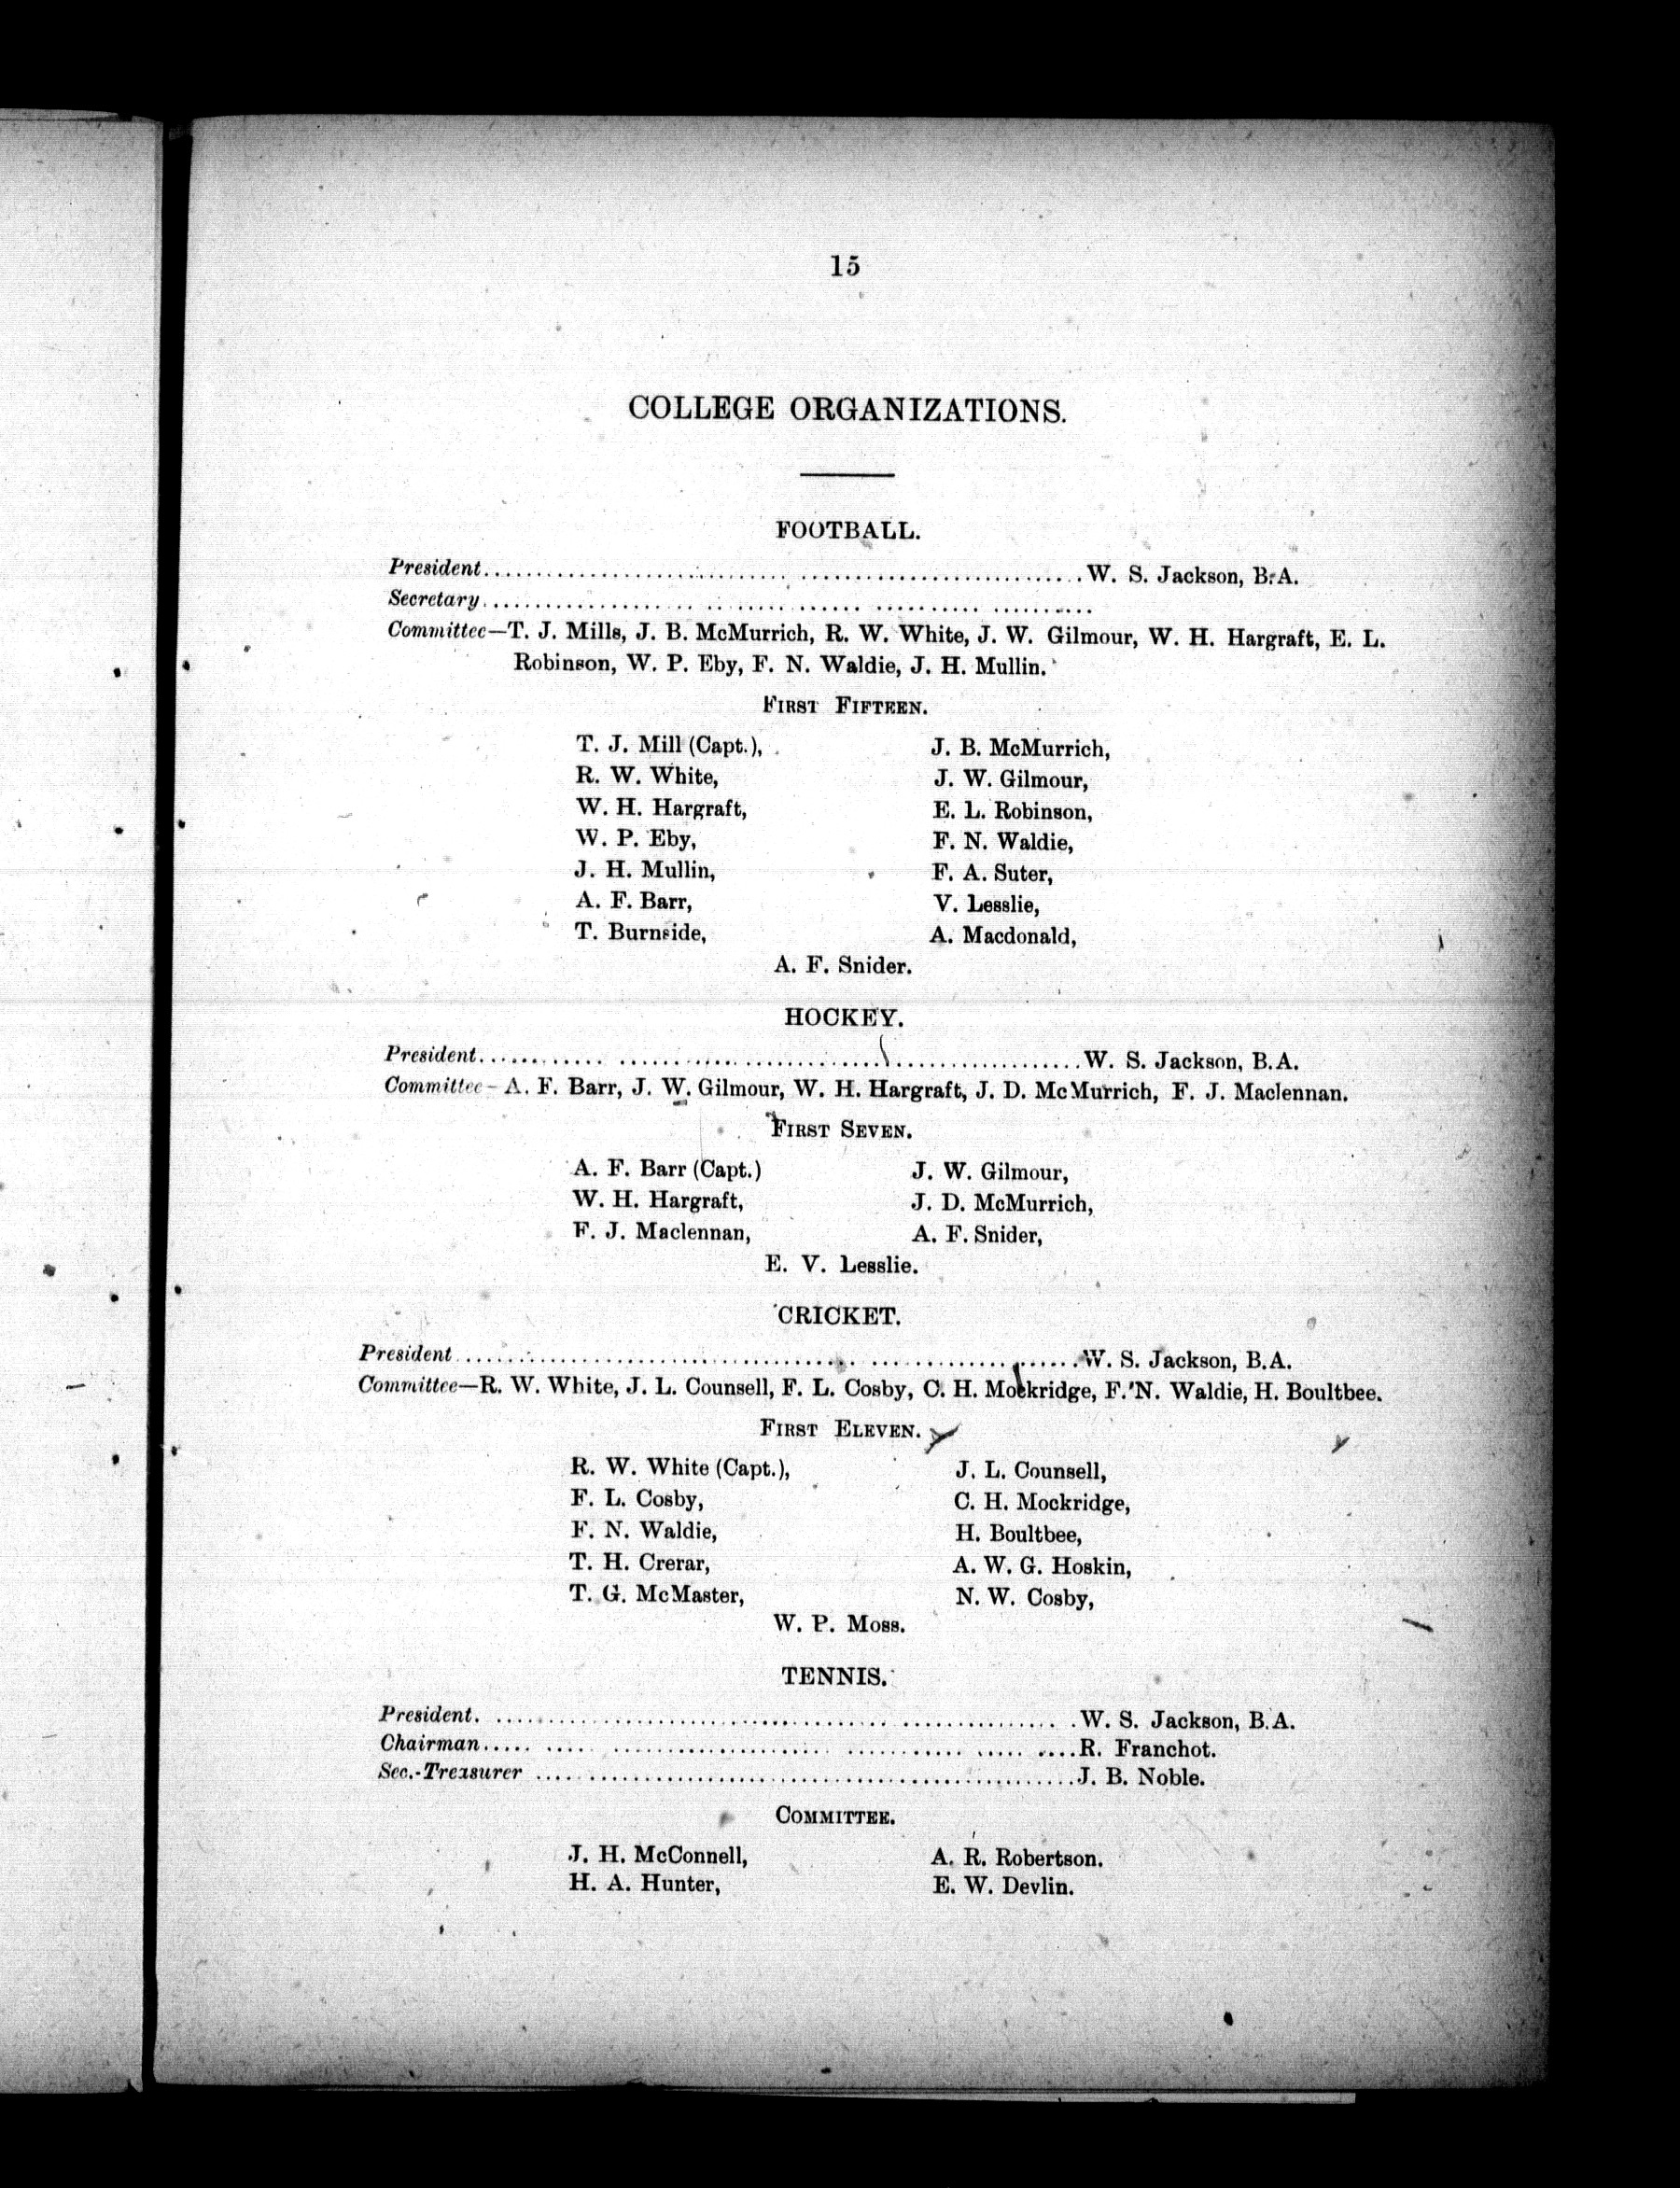 15
COLLEGE ORGANIZATIONS.
FOOTBALL.
President............................................................W. S. Jackson, B.A.
Secretary............................................................
Committee—T. J. Mills, J. B. McMurrich, R. W. White, J. W. Gilmour, W. H. Hargraft, E. L.
Robinson, W. P. Eby, F. N. Waldie, J. H. Mullin.
FIRST FIFTEEN.
T. J. Mill (Capt.), J. B. McMurrich,
R. W. White, J. W. Gilmour,
W. H. Hargraft, E. L. Robinson,
W. P. Eby, F. N. Waldie,
J. H. Mullin, F. A. Suter,
A. F. Barr, V. Lesslie,
T. Burnside, A. Macdonald,
A. F. Snider.
HOCKEY.
President............................................................W. S. Jackson, B.A.
Committee—A. F. Barr, J. W. Gilmour, W. H. Hargraft, J. D. McMurrich, F. J. Maclennan.
FIRST SEVEN.
A. F. Barr (Capt.) J. W. Gilmour,
W. H. Hargraft, J. D. McMurrich,
F. J. Maclennan, A. F. Snider,
E. V. Lesslie.
CRICKET.
President............................................................W. S. Jackson, B.A.
Committee—R. W. White, J. L. Counsell, F. L. Cosby, C. H. Mockridge, F. N. Waldie, H. Boultbee.
FIRST ELEVEN.
R. W. White (Capt.), J. L. Counsell,
F. L. Cosby, C. H. Mockridge,
F. N. Waldie, H. Boultbee,
T. H. Crerar, A. W. G. Hoskin,
T. G. McMaster, N. W. Cosby,
W. P. Moss.
TENNIS.
President............................................................W. S. Jackson, B.A.
Chairman............................................................R. Franchot.
Sec.-Treasurer............................................................J. B. Noble.
COMMITTEE.
J. H. McConnell, A. R. Robertson.
H. A. Hunter, E. W. Devlin.